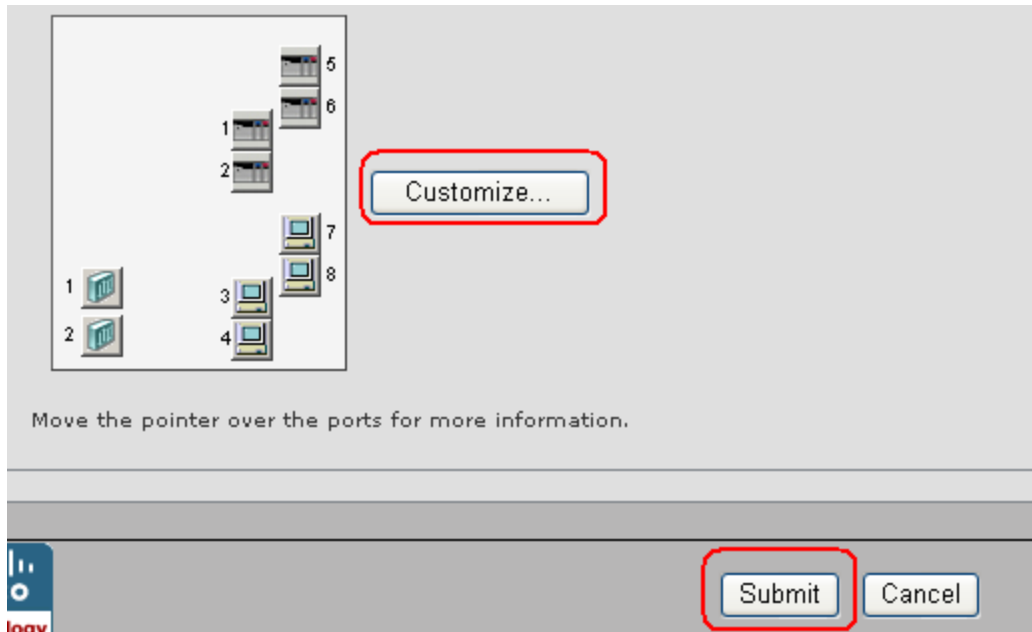 5
6
1
2
Customize...
7
8
1
3
2
4
Move the pointer over the ports for more information.
Submit
Cancel
logy